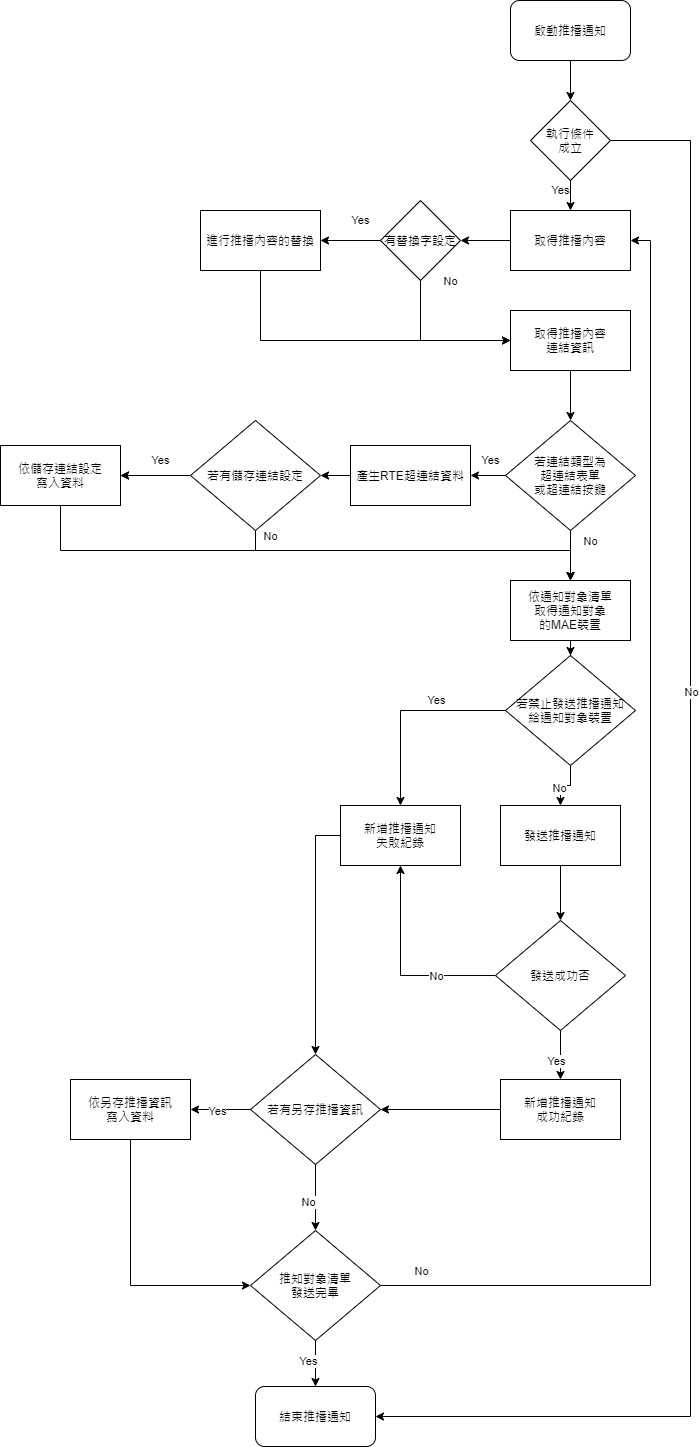 啟動推播通知
執行條件
成立
Yes
進行推播內容的替換
Yes
有替換字設定
取得推播內容
No
取得推播內容
連結資訊
依儲存連結設定
寫入資料
Yes
若有儲存連結設定
產生RTE超連結資料
Yes
若連結類型為
超連結表單
或超連結按鍵
No
No
依通知對象清單
取得通知對象
的MAE裝置
No
Yes
若禁止發送推播通知
給通知對象裝置
No
新增推播通知
失敗紀錄
發送推播通知
No
發送成功否
Yes
依另存推播資訊
寫入資料
Yes
若有另存推播資訊
新增推播通知
成功紀錄
No
推知對象清單
發送完畢
No
Yes
結束推播通知